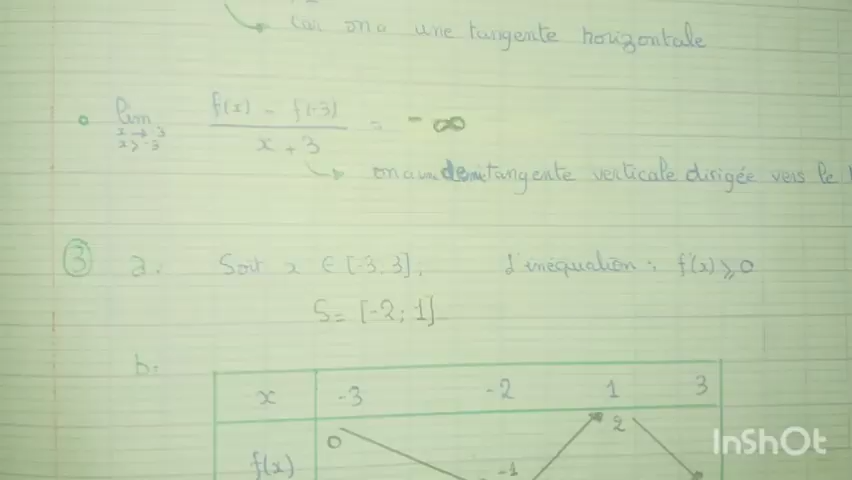 car on a une tangente horizontale
lim f(x) - f(-3) / x + 3 = - ∞
x → -3
x > -3
on a un demi tangente verticale dirigée vers le
③ a. Soit x ∈ [-3, 3]. l'inéquation : f'(x) ⩾ 0
S = [-2 ; 1]
b.
x -3 -2 1 3
f(x) 0 -1 2
InShOt